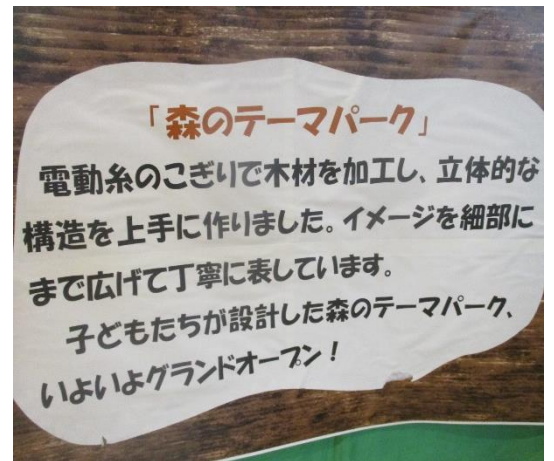 「森のテーマパーク」
電動糸のこぎりで木材を加工し、立体的な
構造を上手に作りました。イメージを細部に
まで広げて丁寧に表しています。
子どもたちが設計した森のテーマパーク、
いよいよグランドオープン！